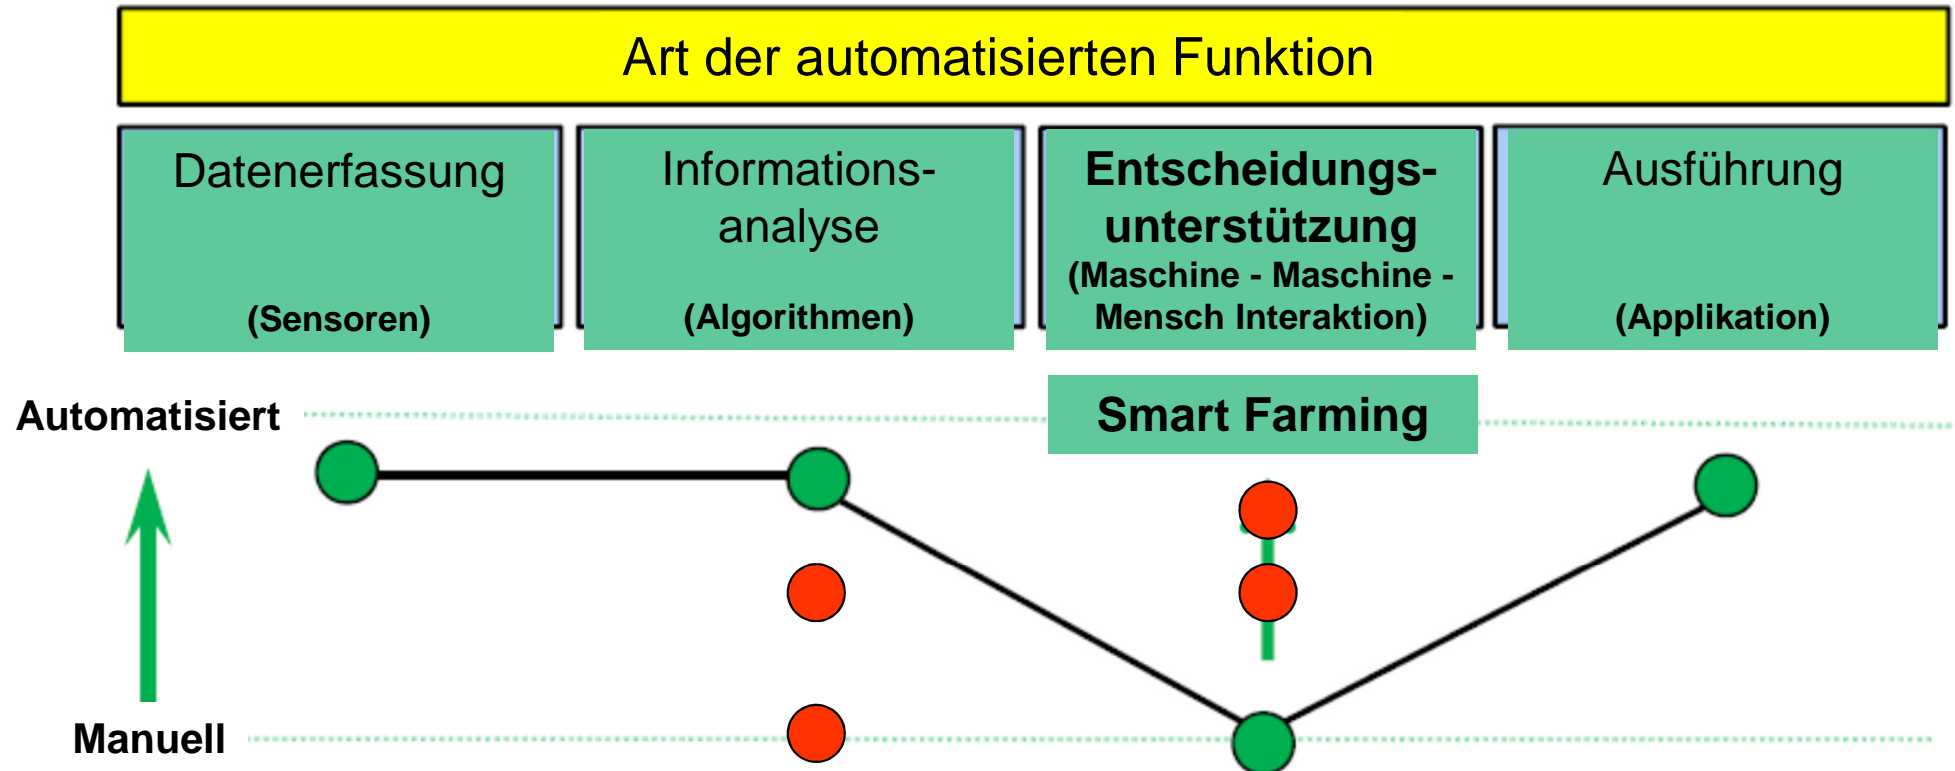 Art der automatisierten Funktion
Datenerfassung
(Sensoren)
Informations-
analyse
(Algorithmen)
Entscheidungs-
unterstützung
(Maschine - Maschine -
Mensch Interaktion)
Ausführung
(Applikation)
Automatisiert
Smart Farming
Manuell